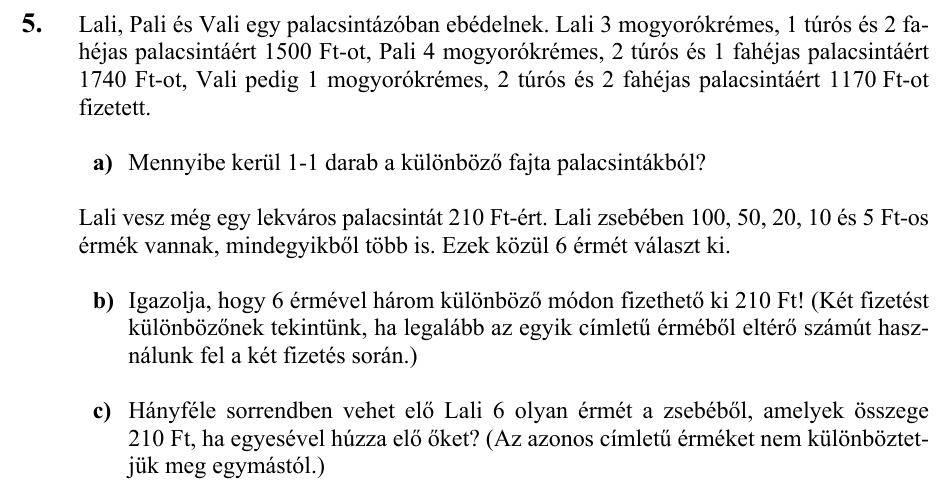 5. Lali, Pali és Vali egy palacsintázóban ebédelnek. Lali 3 mogyorókrémes, 1 túrós és 2 fa-
héjas palacsintáért 1500 Ft-ot, Pali 4 mogyorókrémes, 2 túrós és 1 fahéjas palacsintáért
1740 Ft-ot, Vali pedig 1 mogyorókrémes, 2 túrós és 2 fahéjas palacsintáért 1170 Ft-ot
fizetett.
a) Mennyibe kerül 1-1 darab a különböző fajta palacsintákból?
Lali vesz még egy lekváros palacsintát 210 Ft-ért. Lali zsebében 100, 50, 20, 10 és 5 Ft-os
érmék vannak, mindegyikből több is. Ezek közül 6 érmét választ ki.
b) Igazolja, hogy 6 érmével három különböző módon fizethető ki 210 Ft! (Két fizetést
különbözőnek tekintünk, ha legalább az egyik címletű érméből eltérő számút hasz-
nálunk fel a két fizetés során.)
c) Hányféle sorrendben vehet elő Lali 6 olyan érmét a zsebéből, amelyek összege
210 Ft, ha egyesével húzza elő őket? (Az azonos címletű érméket nem különböztet-
jük meg egymástól.)